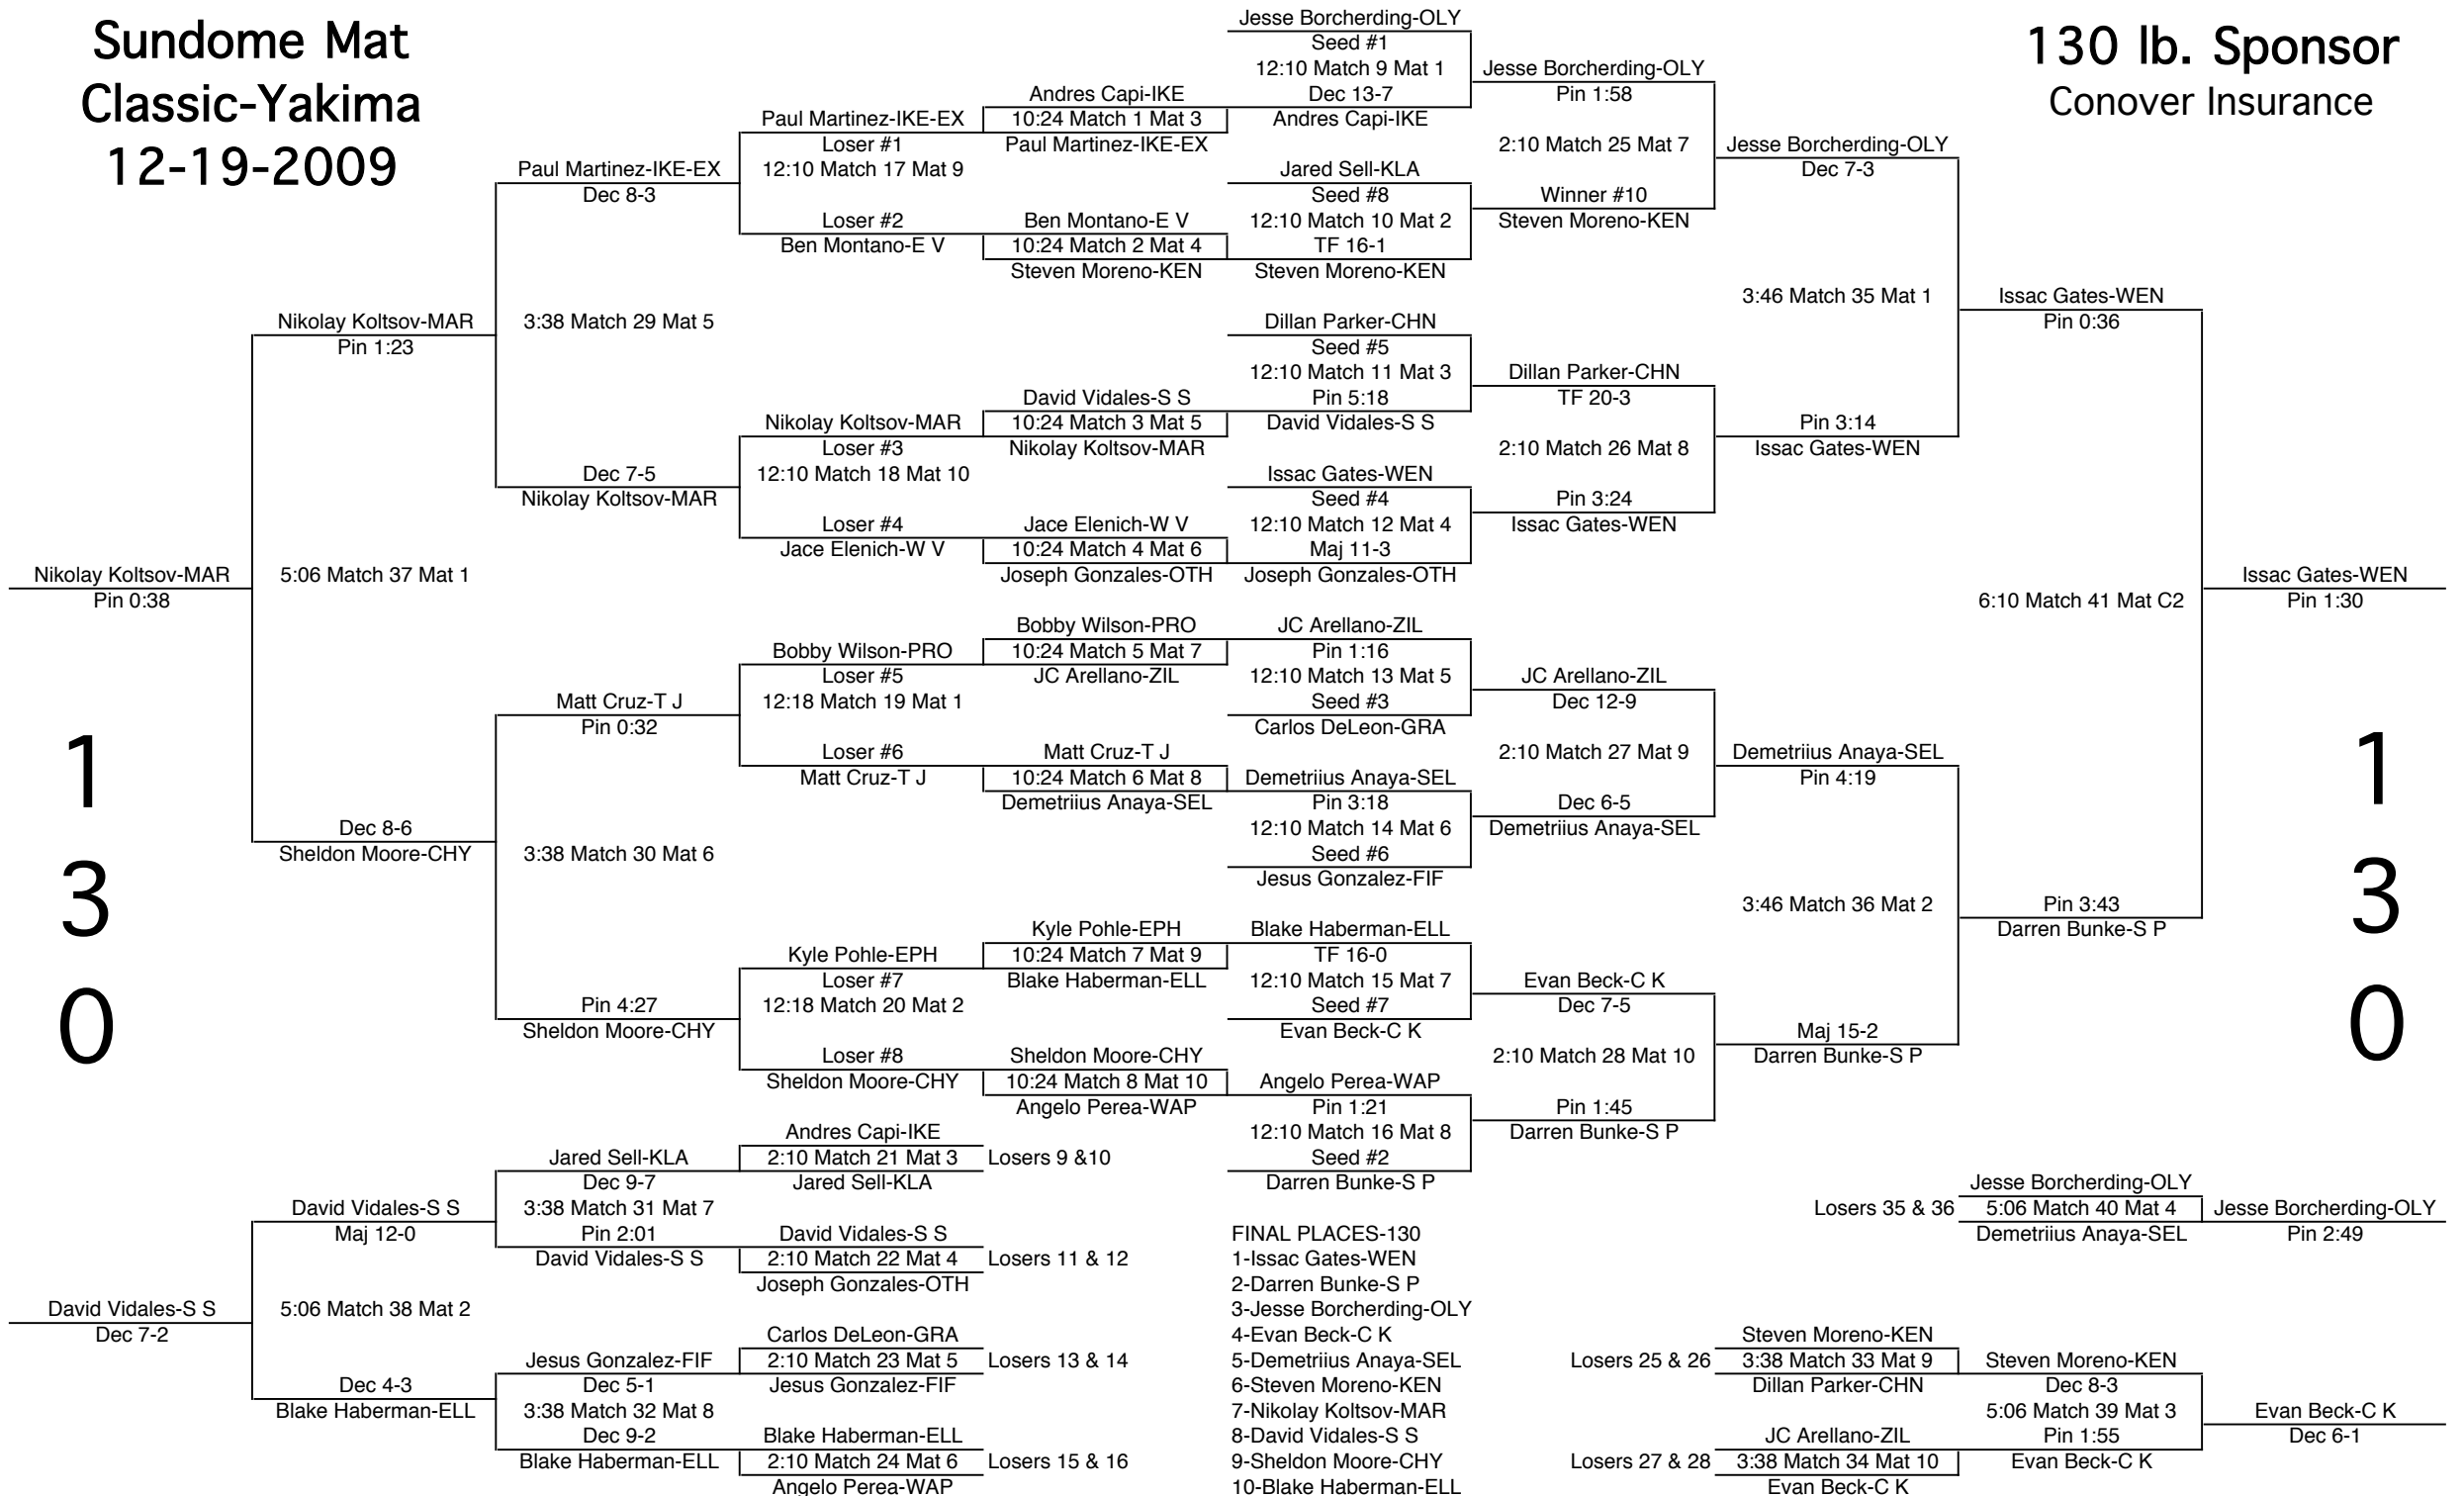 Sundome Mat
Classic-Yakima
12-19-2009
130 lb. Sponsor
Conover Insurance
Nikolay Koltsov-MAR
Pin 0:38
1
3
0
David Vidales-S S
Dec 7-2
Nikolay Koltsov-MAR
Pin 1:23
5:06 Match 37 Mat 1
Dec 8-6
Sheldon Moore-CHY
David Vidales-S S
Maj 12-0
5:06 Match 38 Mat 2
Dec 4-3
Blake Haberman-ELL
Paul Martinez-IKE-EX
Dec 8-3
3:38 Match 29 Mat 5
Dec 7-5
Nikolay Koltsov-MAR
Matt Cruz-T J
Pin 0:32
3:38 Match 30 Mat 6
Pin 4:27
Sheldon Moore-CHY
Jared Sell-KLA
Dec 9-7
3:38 Match 31 Mat 7
Pin 2:01
David Vidales-S S
Jesus Gonzalez-FIF
Dec 5-1
3:38 Match 32 Mat 8
Dec 9-2
Blake Haberman-ELL
Paul Martinez-IKE-EX
Loser #1
12:10 Match 17 Mat 9
Loser #2
Ben Montano-E V
Nikolay Koltsov-MAR
Loser #3
12:10 Match 18 Mat 10
Loser #4
Jace Elenich-W V
Bobby Wilson-PRO
Loser #5
12:18 Match 19 Mat 1
Loser #6
Matt Cruz-T J
Kyle Pohle-EPH
Loser #7
12:18 Match 20 Mat 2
Loser #8
Sheldon Moore-CHY
Andres Capi-IKE
2:10 Match 21 Mat 3
Losers 9 &10
Jared Sell-KLA
David Vidales-S S
2:10 Match 22 Mat 4
Losers 11 & 12
Joseph Gonzales-OTH
Carlos DeLeon-GRA
2:10 Match 23 Mat 5
Losers 13 & 14
Jesus Gonzalez-FIF
Blake Haberman-ELL
2:10 Match 24 Mat 6
Losers 15 & 16
Angelo Perea-WAP
Andres Capi-IKE
10:24 Match 1 Mat 3
Paul Martinez-IKE-EX
Ben Montano-E V
10:24 Match 2 Mat 4
Steven Moreno-KEN
David Vidales-S S
10:24 Match 3 Mat 5
Nikolay Koltsov-MAR
Jace Elenich-W V
10:24 Match 4 Mat 6
Joseph Gonzales-OTH
Bobby Wilson-PRO
10:24 Match 5 Mat 7
JC Arellano-ZIL
Matt Cruz-T J
10:24 Match 6 Mat 8
Demetriius Anaya-SEL
Kyle Pohle-EPH
10:24 Match 7 Mat 9
Blake Haberman-ELL
Sheldon Moore-CHY
10:24 Match 8 Mat 10
Angelo Perea-WAP
Jesse Borcherding-OLY
Seed #1
12:10 Match 9 Mat 1
Dec 13-7
Andres Capi-IKE
Jared Sell-KLA
Seed #8
12:10 Match 10 Mat 2
TF 16-1
Steven Moreno-KEN
Dillan Parker-CHN
Seed #5
12:10 Match 11 Mat 3
Pin 5:18
David Vidales-S S
Issac Gates-WEN
Seed #4
12:10 Match 12 Mat 4
Maj 11-3
Joseph Gonzales-OTH
JC Arellano-ZIL
Pin 1:16
12:10 Match 13 Mat 5
Seed #3
Carlos DeLeon-GRA
Demetriius Anaya-SEL
Pin 3:18
12:10 Match 14 Mat 6
Seed #6
Jesus Gonzalez-FIF
Blake Haberman-ELL
TF 16-0
12:10 Match 15 Mat 7
Seed #7
Evan Beck-C K
Angelo Perea-WAP
Pin 1:21
12:10 Match 16 Mat 8
Seed #2
Darren Bunke-S P
FINAL PLACES-130
1-Issac Gates-WEN
2-Darren Bunke-S P
3-Jesse Borcherding-OLY
4-Evan Beck-C K
5-Demetriius Anaya-SEL
6-Steven Moreno-KEN
7-Nikolay Koltsov-MAR
8-David Vidales-S S
9-Sheldon Moore-CHY
10-Blake Haberman-ELL
Jesse Borcherding-OLY
Pin 1:58
2:10 Match 25 Mat 7
Winner #10
Steven Moreno-KEN
Dillan Parker-CHN
TF 20-3
2:10 Match 26 Mat 8
Pin 3:24
Issac Gates-WEN
JC Arellano-ZIL
Dec 12-9
2:10 Match 27 Mat 9
Dec 6-5
Demetriius Anaya-SEL
Evan Beck-C K
Dec 7-5
2:10 Match 28 Mat 10
Pin 1:45
Darren Bunke-S P
Jesse Borcherding-OLY
Dec 7-3
3:46 Match 35 Mat 1
Pin 3:14
Issac Gates-WEN
Demetriius Anaya-SEL
Pin 4:19
3:46 Match 36 Mat 2
Maj 15-2
Darren Bunke-S P
Issac Gates-WEN
Pin 0:36
6:10 Match 41 Mat C2
Pin 3:43
Darren Bunke-S P
Issac Gates-WEN
Pin 1:30
1
3
0
Jesse Borcherding-OLY
Losers 35 & 36
5:06 Match 40 Mat 4
Demetriius Anaya-SEL
Jesse Borcherding-OLY
Pin 2:49
Steven Moreno-KEN
Losers 25 & 26
3:38 Match 33 Mat 9
Dillan Parker-CHN
JC Arellano-ZIL
Losers 27 & 28
3:38 Match 34 Mat 10
Evan Beck-C K
Steven Moreno-KEN
Dec 8-3
5:06 Match 39 Mat 3
Pin 1:55
Evan Beck-C K
Evan Beck-C K
Dec 6-1